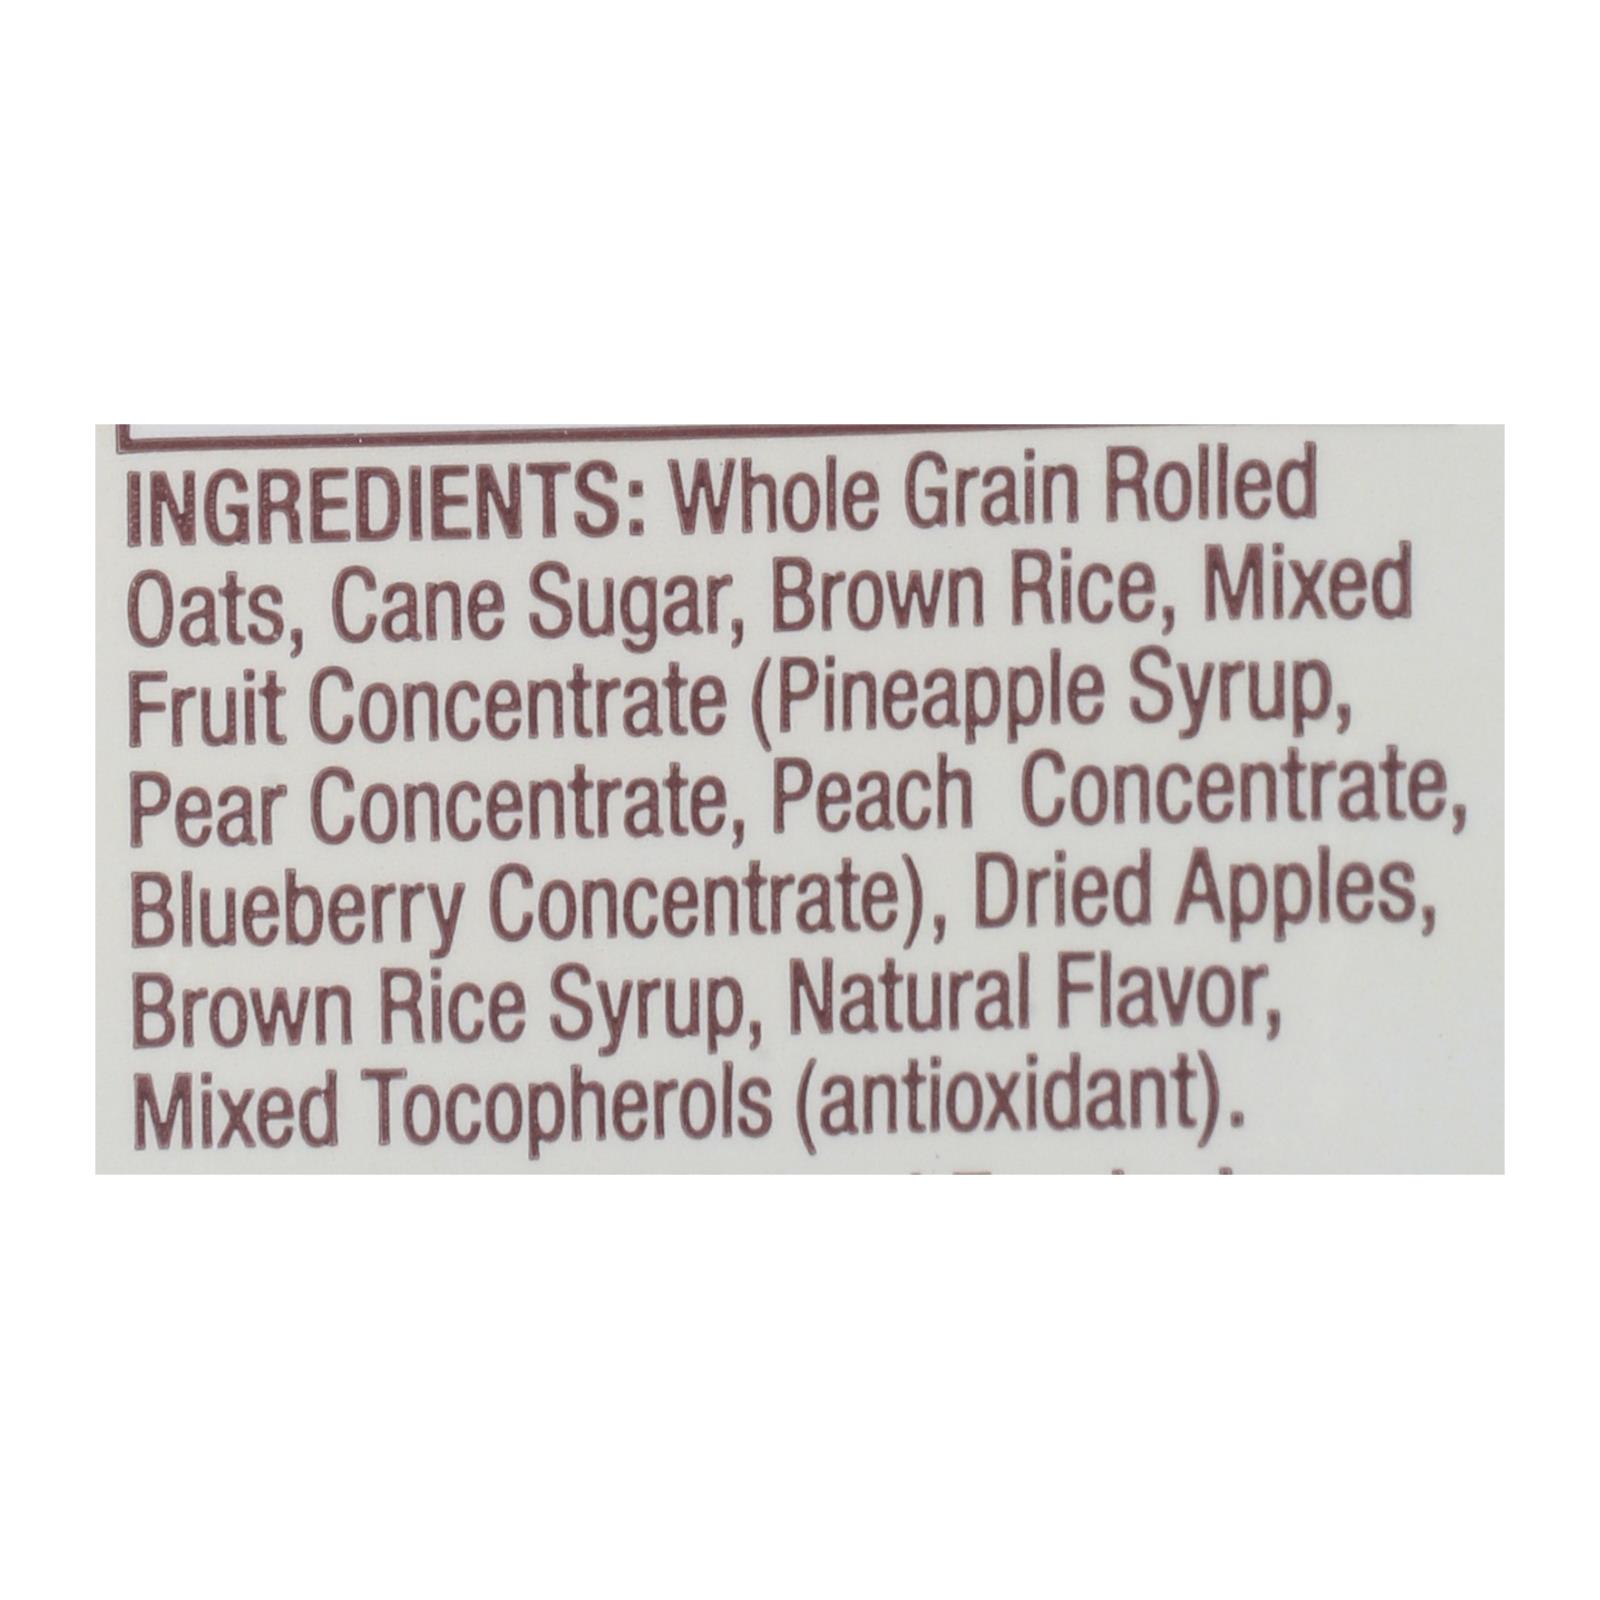 INGREDIENTS: Whole Grain Rolled
Oats, Cane Sugar, Brown Rice, Mixed
Fruit Concentrate (Pineapple Syrup,
Pear Concentrate, Peach Concentrate,
Blueberry Concentrate), Dried Apples,
Brown Rice Syrup, Natural Flavor,
Mixed Tocopherols (antioxidant).